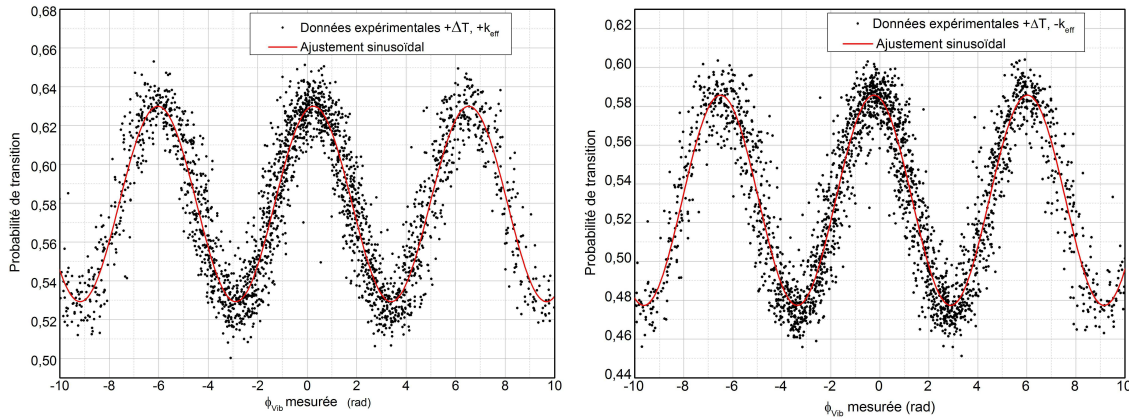 0,68
0,66
0,64
0,62
0,60
0,58
0,56
0,54
0,52
0,50
Probabilité de transition
Données expérimentales +ΔT, +k_eff
Ajustement sinusoïdal
-10 -8 -6 -4 -2 0 2 4 6 8 10
ϕ_Vib mesurée (rad)
0,62
0,60
0,58
0,56
0,54
0,52
0,50
0,48
0,46
0,44
Probabilité de transition
Données expérimentales +ΔT, -k_eff
Ajustement sinusoïdal
-10 -8 -6 -4 -2 0 2 4 6 8 10
ϕ_Vib mesurée (rad)